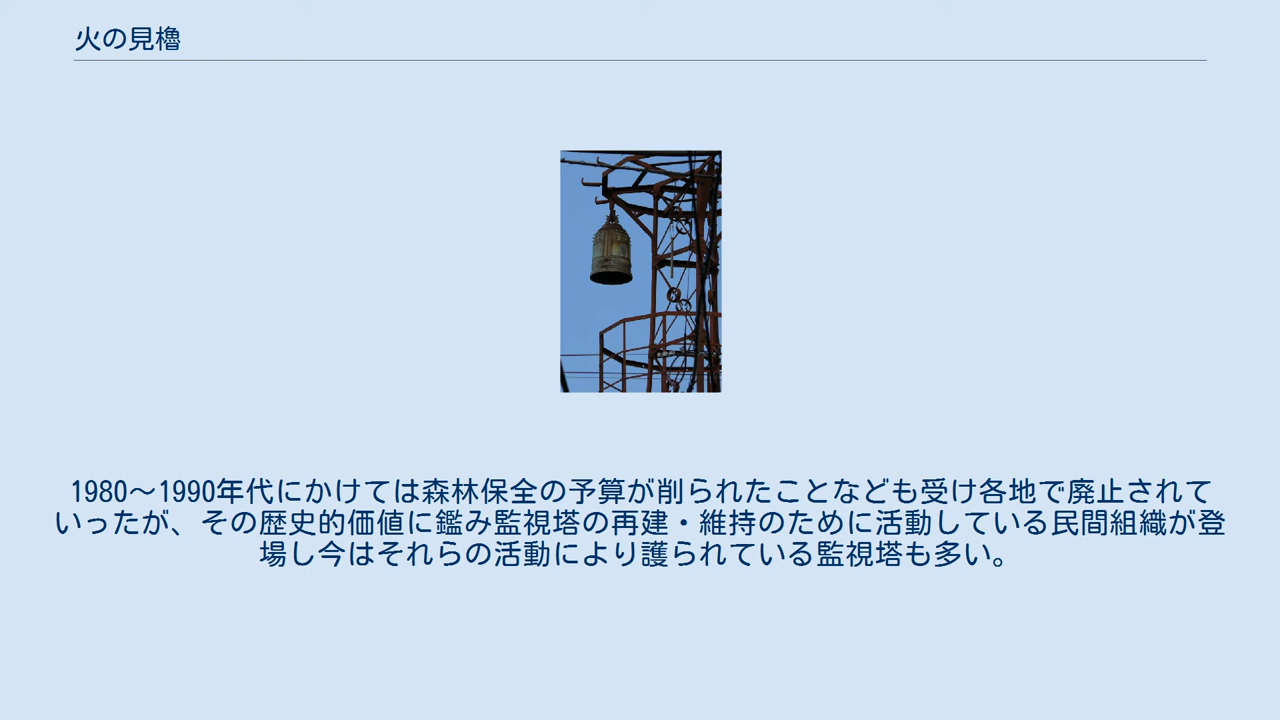 火の見櫓
1980～1990年代にかけては森林保全の予算が削られたことなども受け各地で廃止されて
いったが、その歴史的価値に鑑み監視塔の再建・維持のために活動している民間組織が登
場し今はそれらの活動により護られている監視塔も多い。